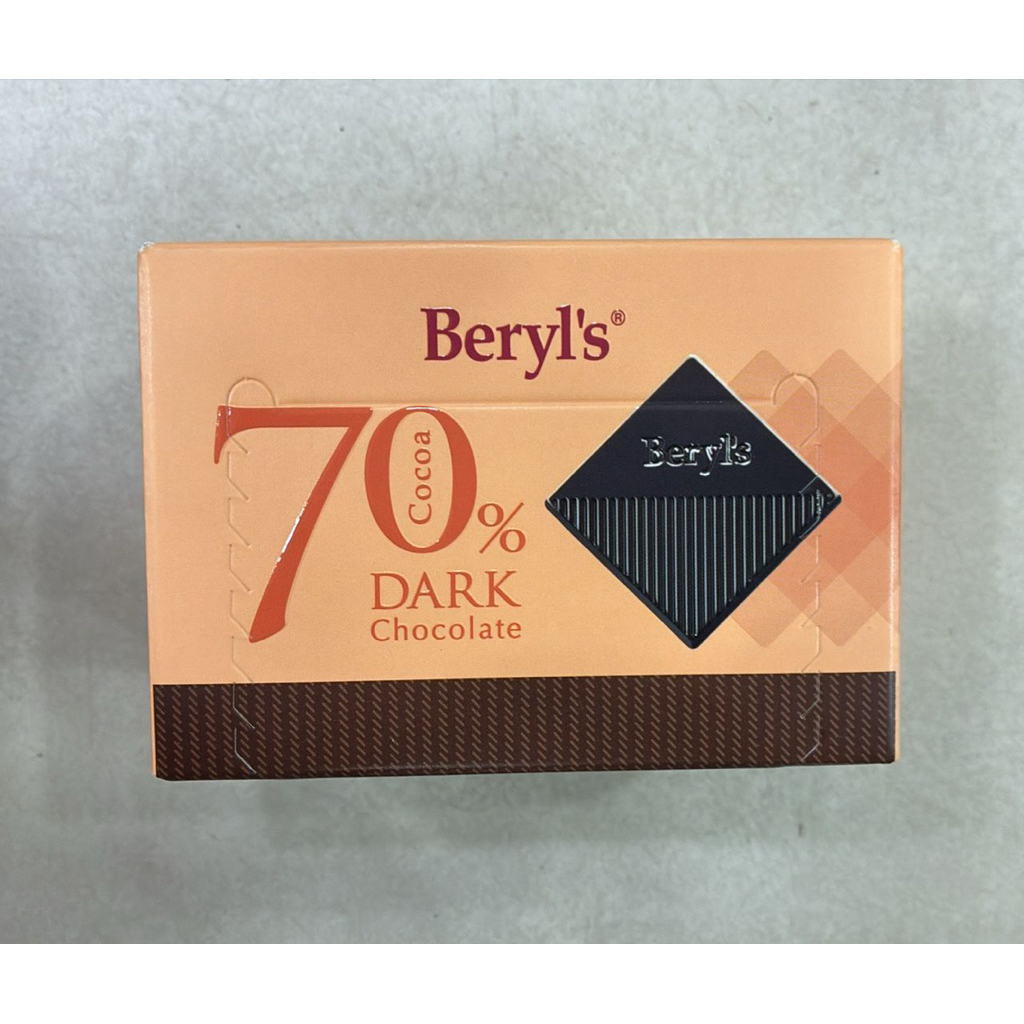 Beryl's®
70%
Cocoa
DARK
Chocolate
Beryl's